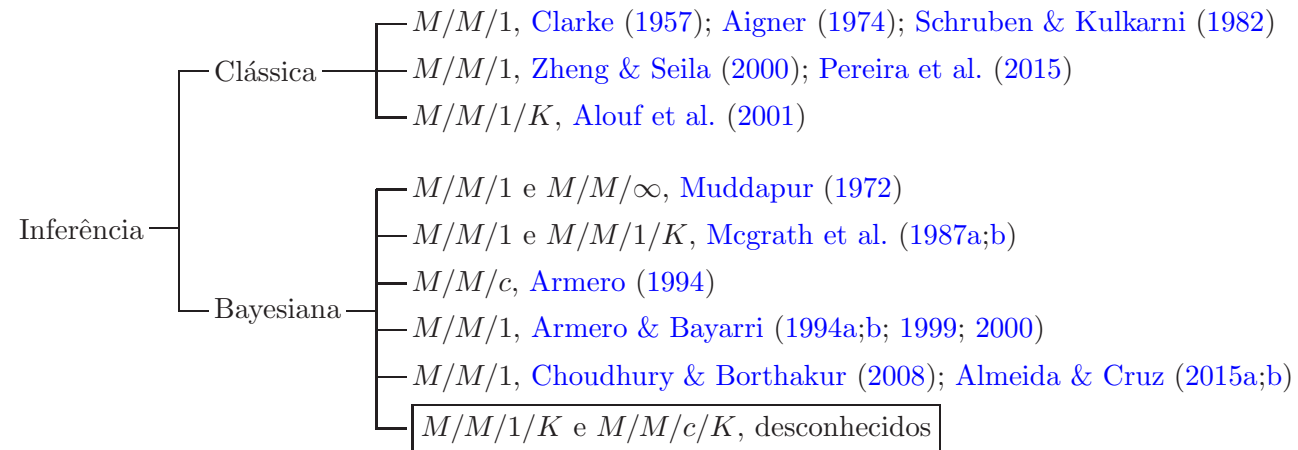 M/M/1, Clarke (1957); Aigner (1974); Schruben & Kulkarni (1982)
Clássica
M/M/1, Zheng & Seila (2000); Pereira et al. (2015)
M/M/1/K, Alouf et al. (2001)
Inferência
M/M/1 e M/M/∞, Muddapur (1972)
M/M/1 e M/M/1/K, Mcgrath et al. (1987a;b)
M/M/c, Armero (1994)
Bayesiana
M/M/1, Armero & Bayarri (1994a;b; 1999; 2000)
M/M/1, Choudhury & Borthakur (2008); Almeida & Cruz (2015a;b)
M/M/1/K e M/M/c/K, desconhecidos